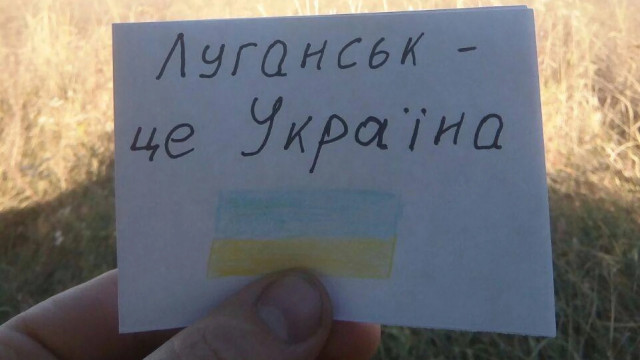 Луганськ -
це Україна